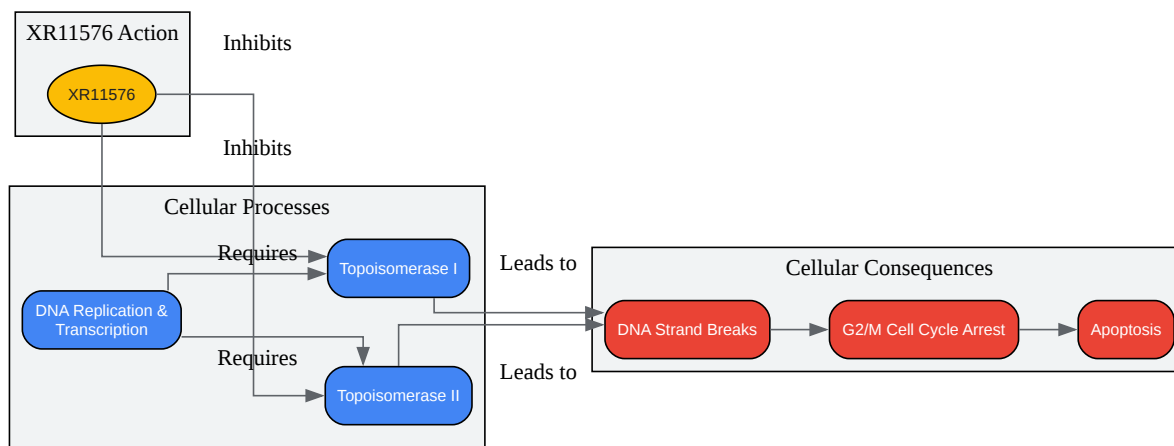 XR11576 Action
Inhibits
XR11576
Inhibits
Cellular Processes
Requires
Topoisomerase I
Leads to
Cellular Consequences
DNA Replication &
Transcription
DNA Strand Breaks
G2/M Cell Cycle Arrest
Apoptosis
Requires
Topoisomerase II
Leads to